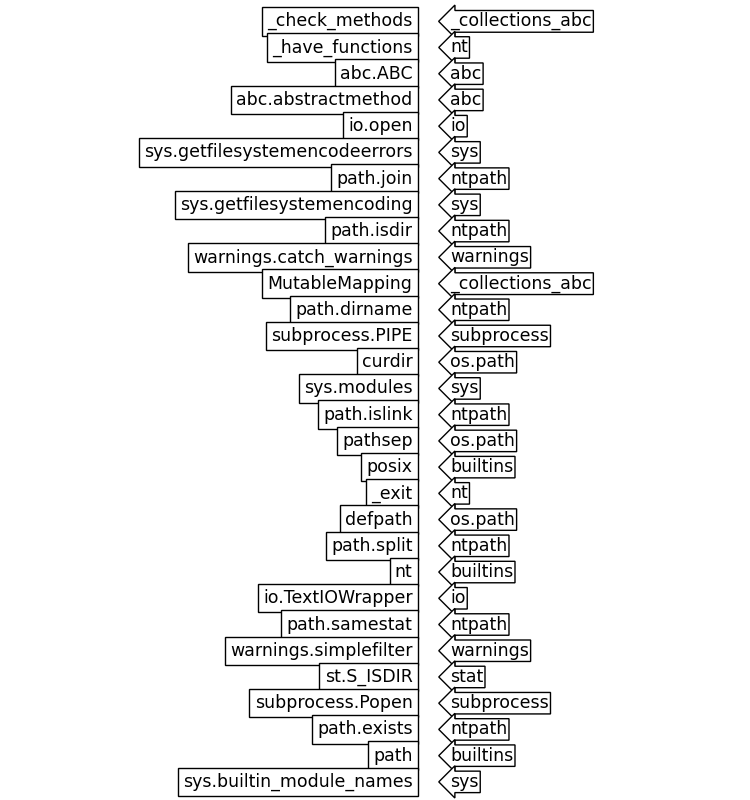 _check_methods _collections_abc
_have_functions nt
abc.ABC abc
abc.abstractmethod abc
io.open io
sys.getfilesystemencodeerrors sys
path.join ntpath
sys.getfilesystemencoding sys
path.isdir ntpath
warnings.catch_warnings warnings
MutableMapping _collections_abc
path.dirname ntpath
subprocess.PIPE subprocess
curdir os.path
sys.modules sys
path.islink ntpath
pathsep os.path
posix builtins
_exit nt
defpath os.path
path.split ntpath
nt builtins
io.TextIOWrapper io
path.samestat ntpath
warnings.simplefilter warnings
st.S_ISDIR stat
subprocess.Popen subprocess
path.exists ntpath
path builtins
sys.builtin_module_names sys